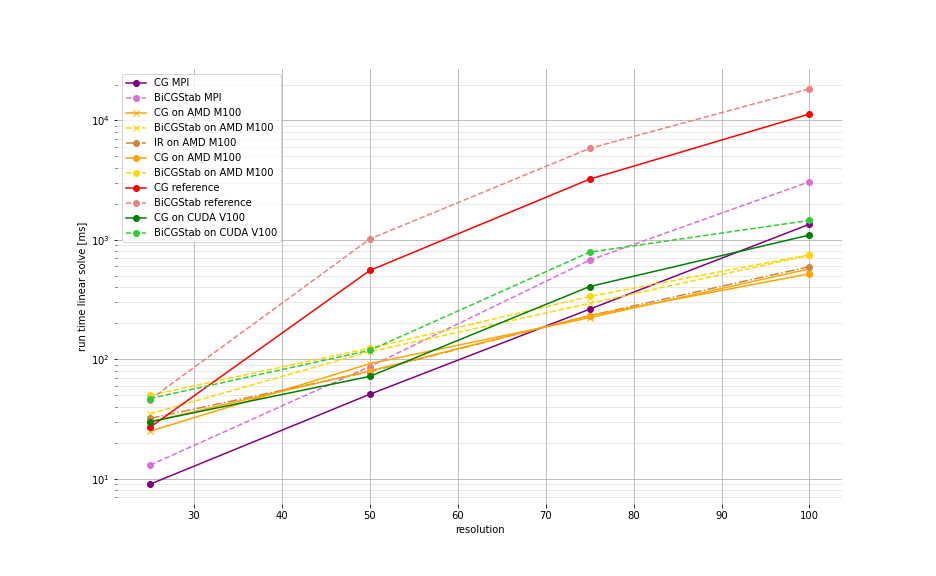 CG MPI
BiCGStab MPI
CG on AMD M100
BiCGStab on AMD M100
IR on AMD M100
CG on AMD M100
BiCGStab on AMD M100
CG reference
BiCGStab reference
CG on CUDA V100
BiCGStab on CUDA V100
10⁴
10³
10²
10¹
run time linear solve [ms]
30 40 50 60 70 80 90 100
resolution